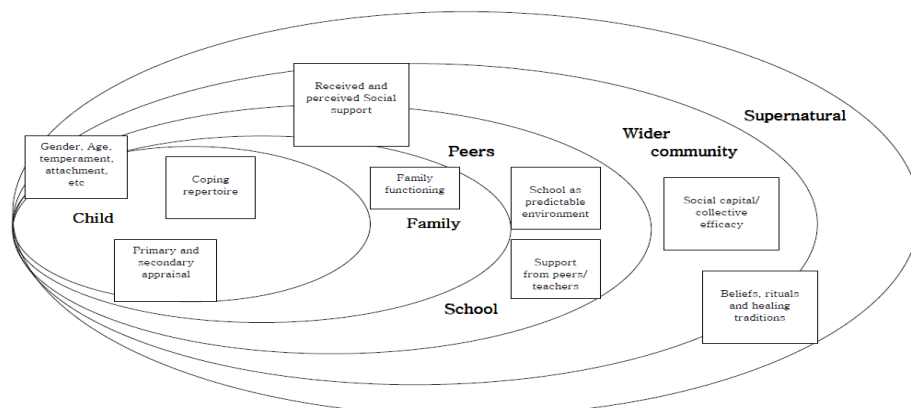 Received and
perceived Social
support
Supernatural
Gender, Age,
temperament,
attachment,
etc
Coping
repertoire
Peers
Wider
community
Family
functioning
School as
predictable
environment
Social capital/
collective
efficacy
Child
Family
Primary and
secondary
appraisal
Support
from peers/
teachers
School
Beliefs, rituals
and healing
traditions